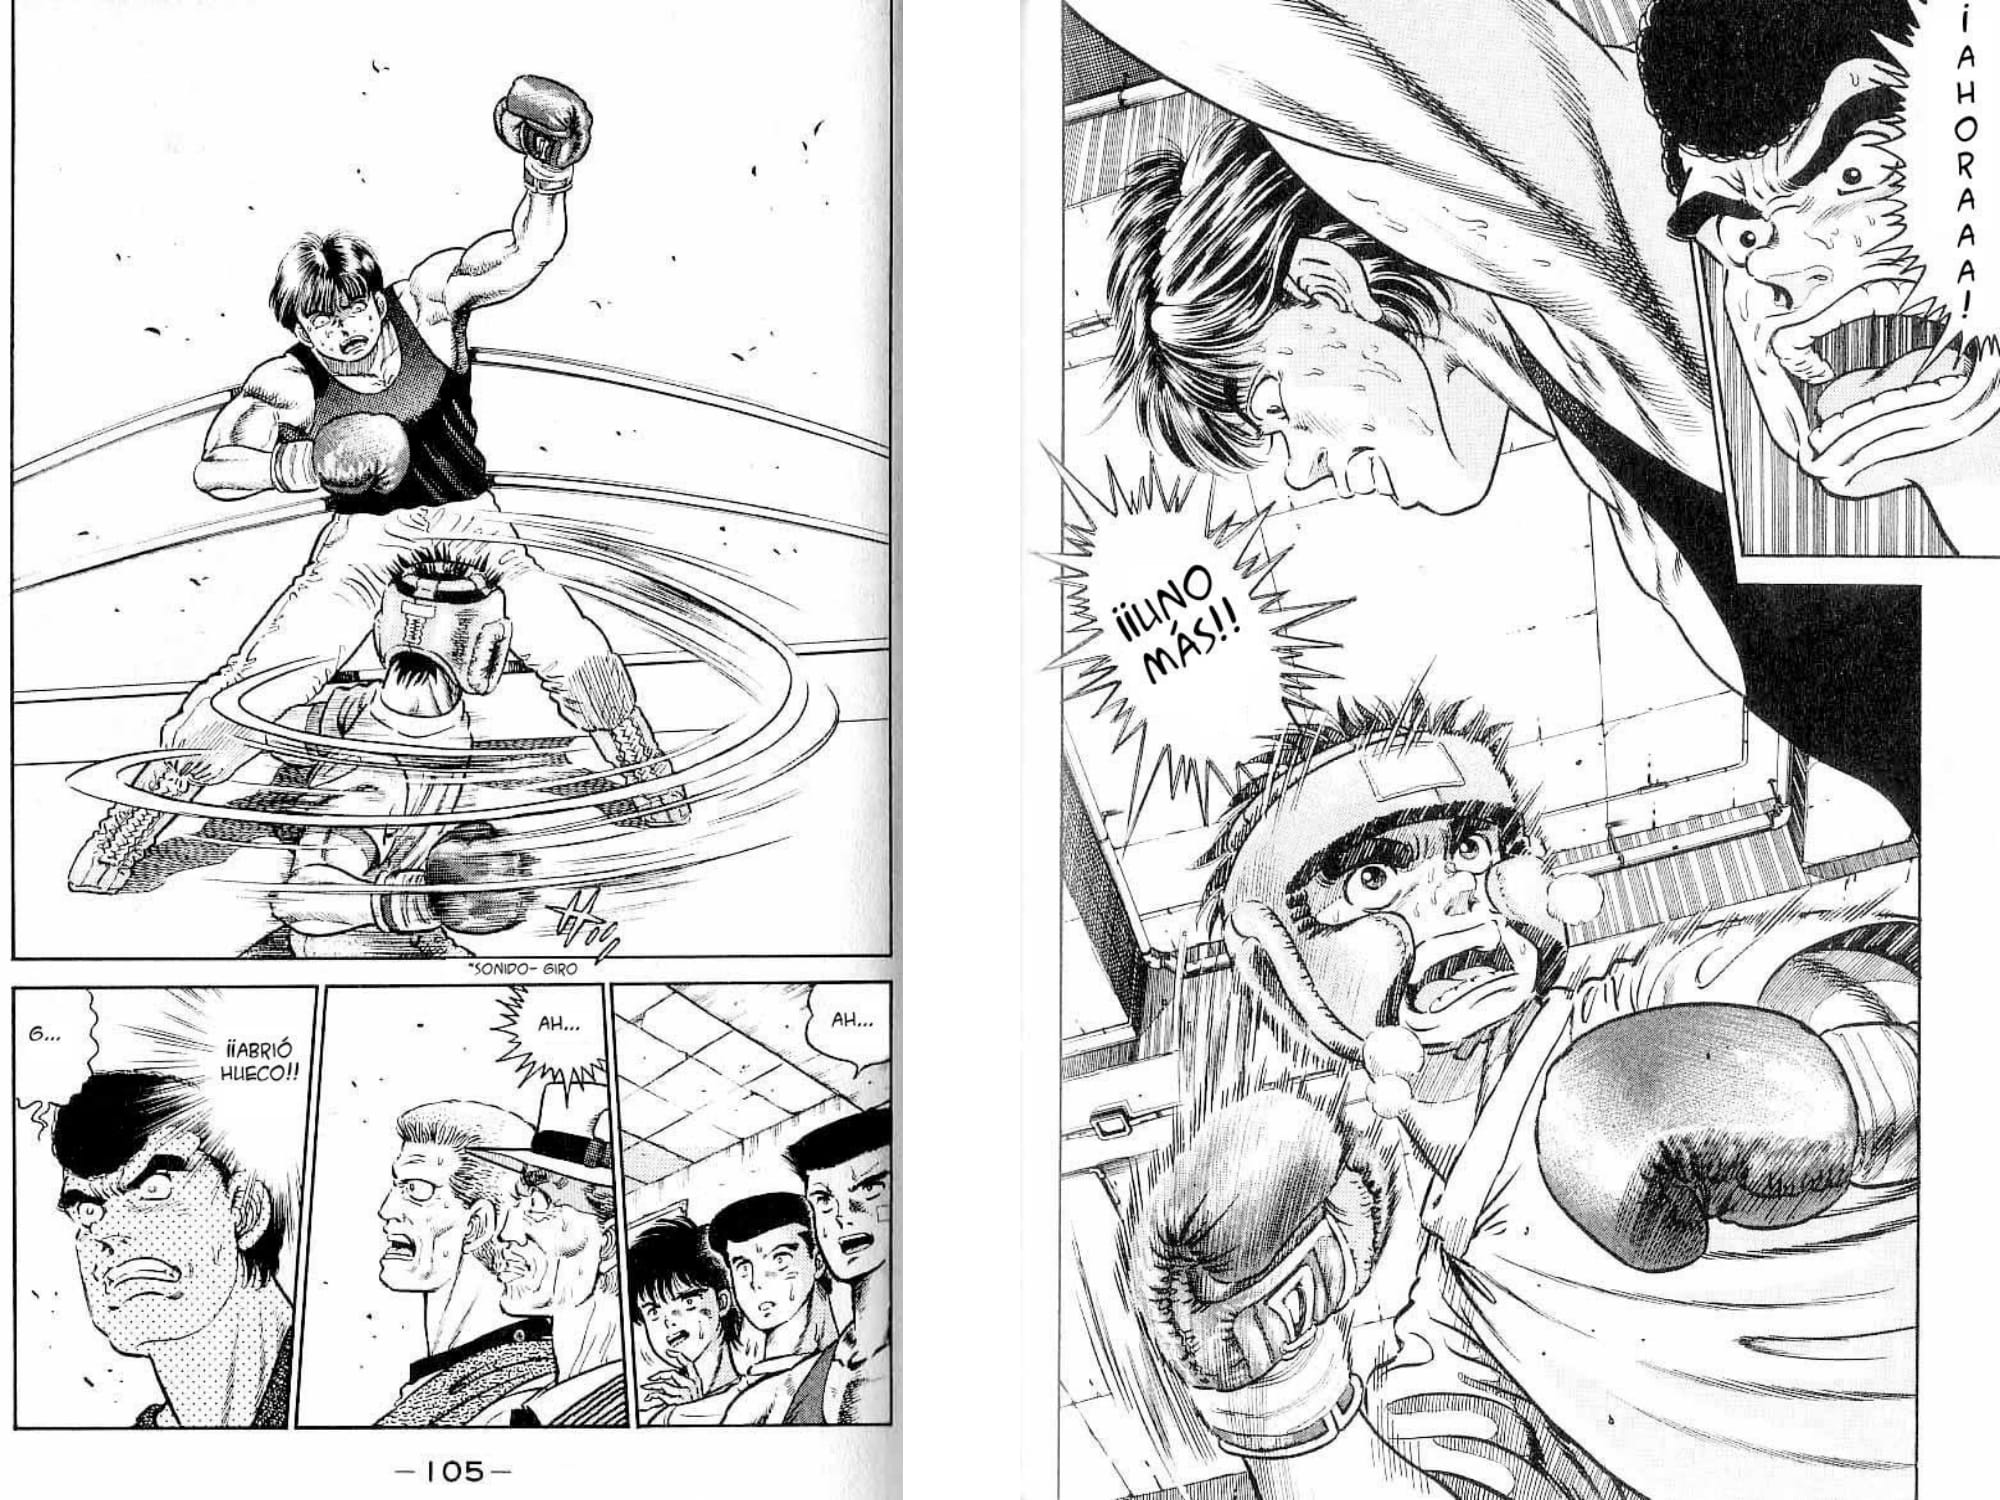 ¡AHORAAAA!
¡¡UNO
MÁS!!
*SONIDO- GIRO
AH...
AH...
¡¡ABRIÓ
HUECO!!
G...
—105—